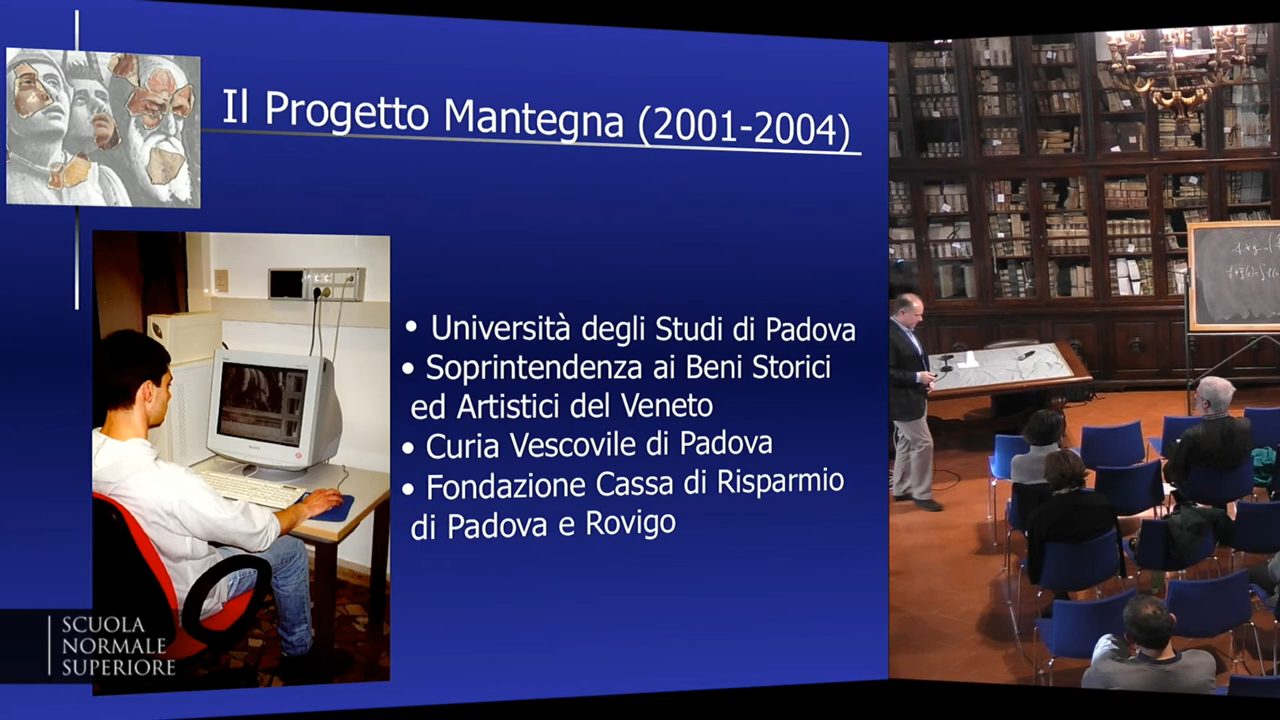 Il Progetto Mantegna (2001-2004)
• Università degli Studi di Padova
• Soprintendenza ai Beni Storici
ed Artistici del Veneto
• Curia Vescovile di Padova
• Fondazione Cassa di Risparmio
di Padova e Rovigo
SCUOLA
NORMALE
SUPERIORE